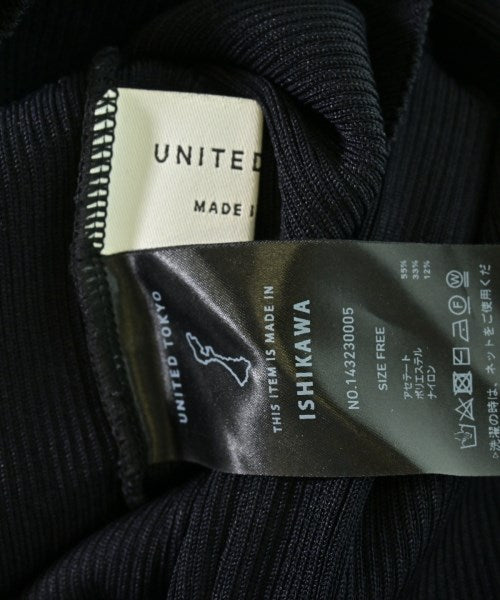 UNITED
MADE
UNITED TOKYO
THIS ITEM IS MADE IN
ISHIKAWA
NO.143230005
SIZE FREE
アセテート 55%
ポリエステル 33%
ナイロン 12%
洗濯の時は、ネットをご使用くだ